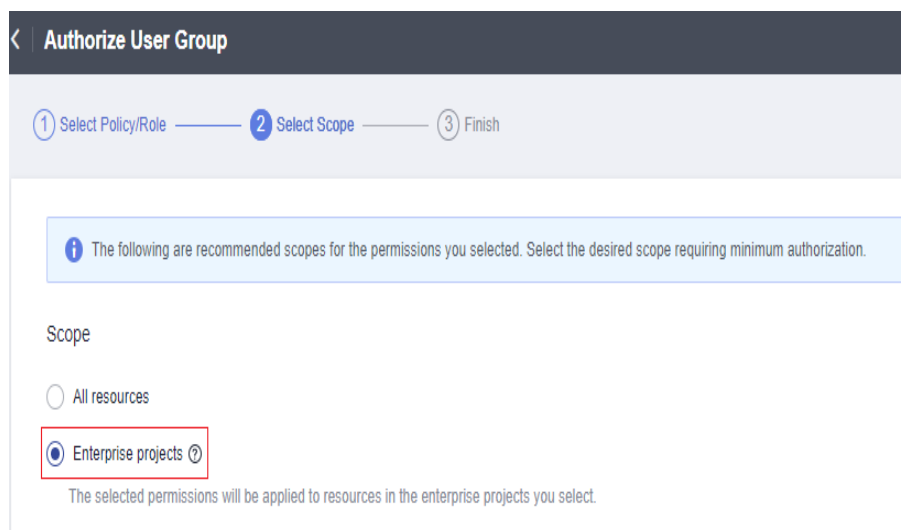 Authorize User Group
1 Select Policy/Role 2 Select Scope 3 Finish
The following are recommended scopes for the permissions you selected. Select the desired scope requiring minimum authorization.
Scope
All resources
Enterprise projects
The selected permissions will be applied to resources in the enterprise projects you select.